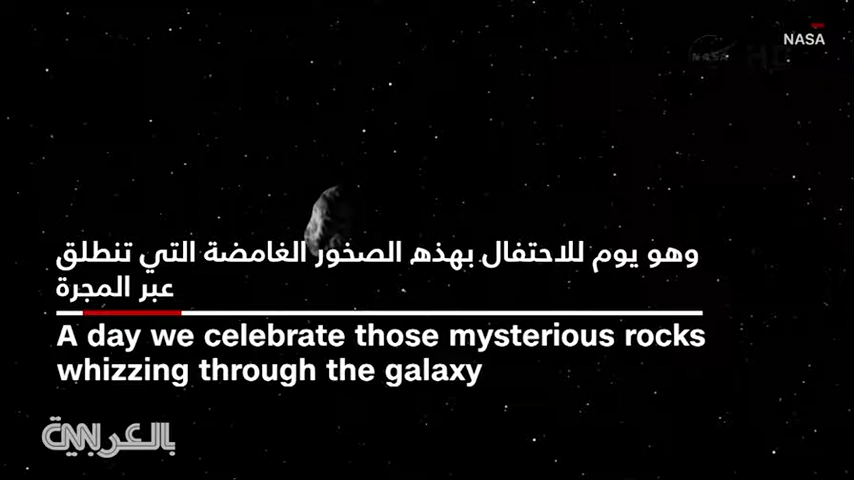 NASA
NASA
وهو يوم للاحتفال بهذه الصخور الغامضة التي تنطلق
عبر المجرة
A day we celebrate those mysterious rocks
whizzing through the galaxy
CNN بالعربية